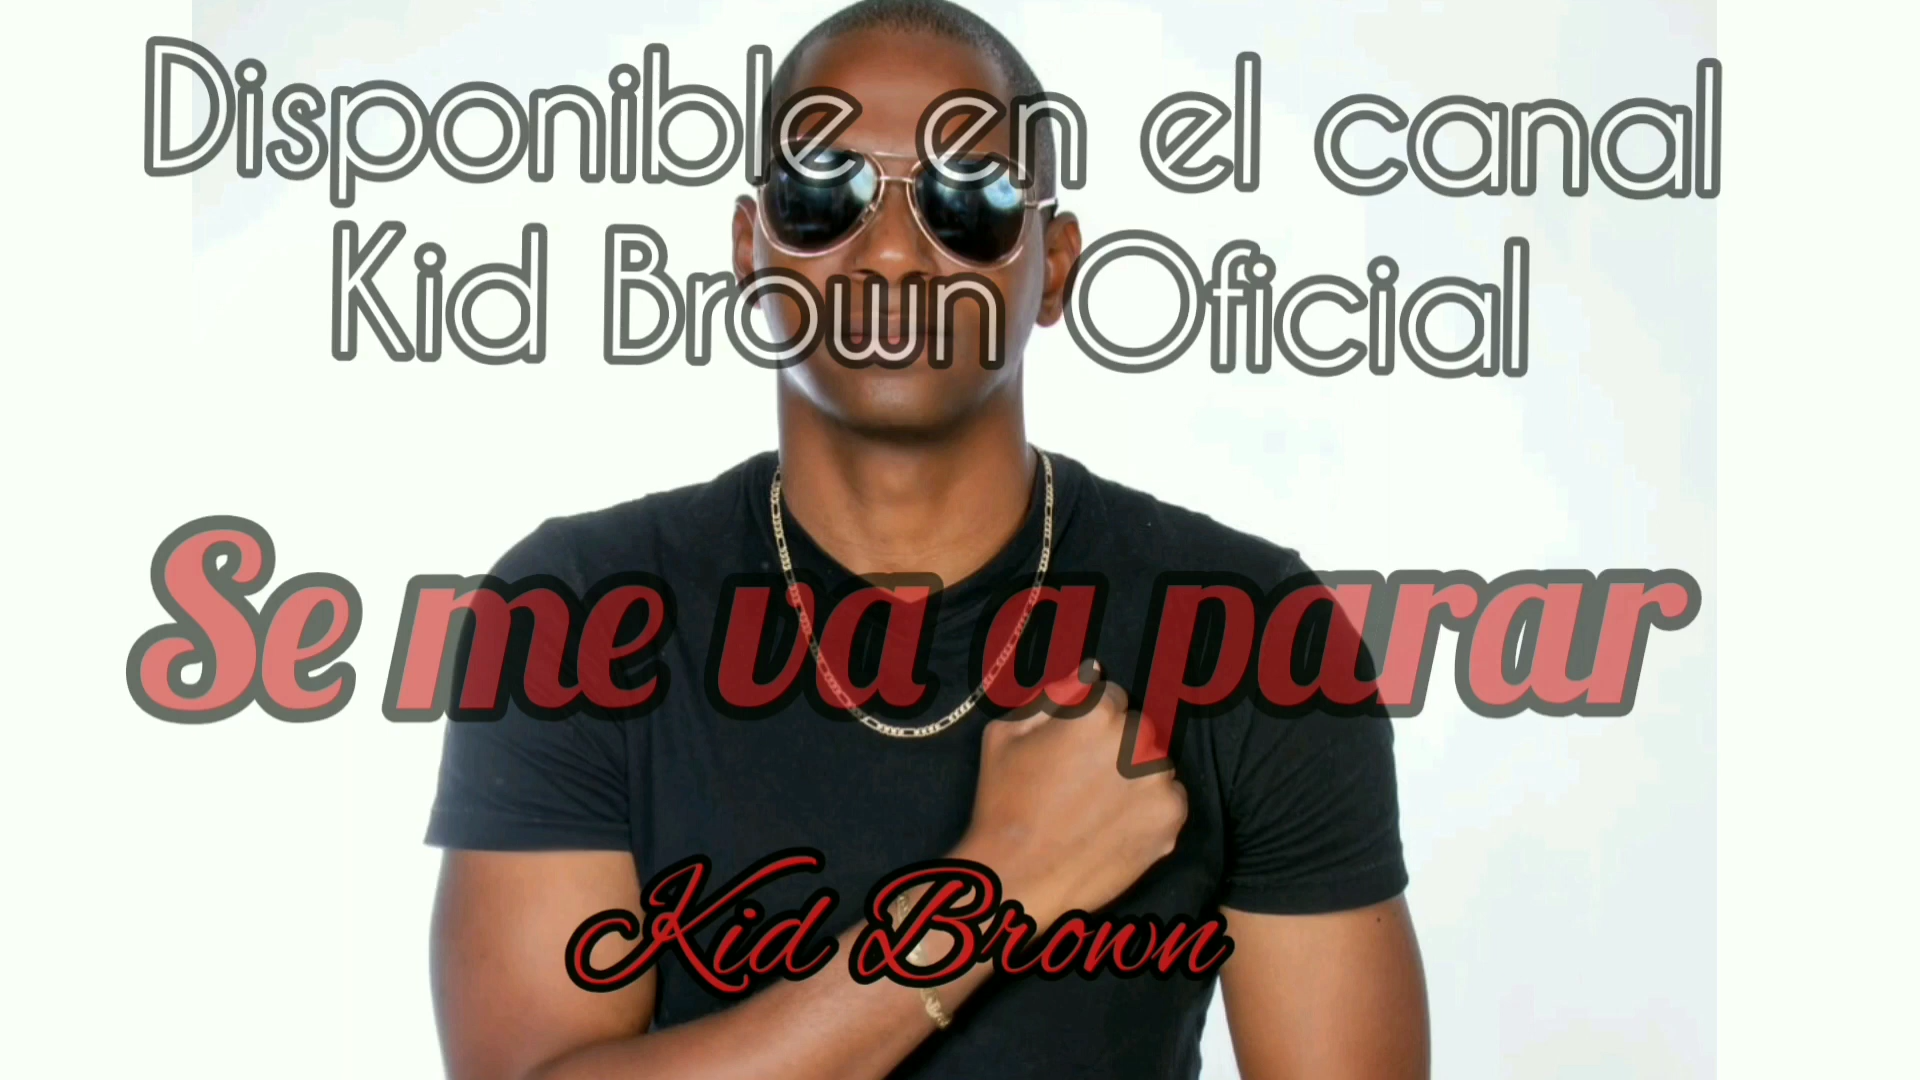 Disponible en el canal
Kid Brown Oficial
Se me va a parar
Kid Brown